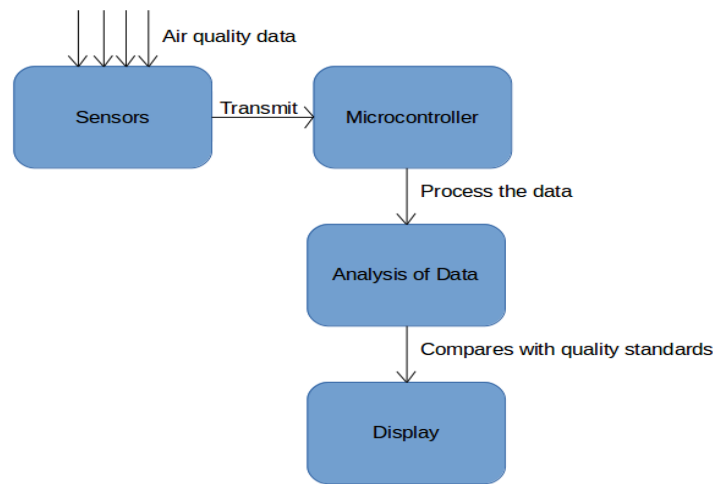 Air quality data
Sensors
Transmit
Microcontroller
Process the data
Analysis of Data
Compares with quality standards
Display